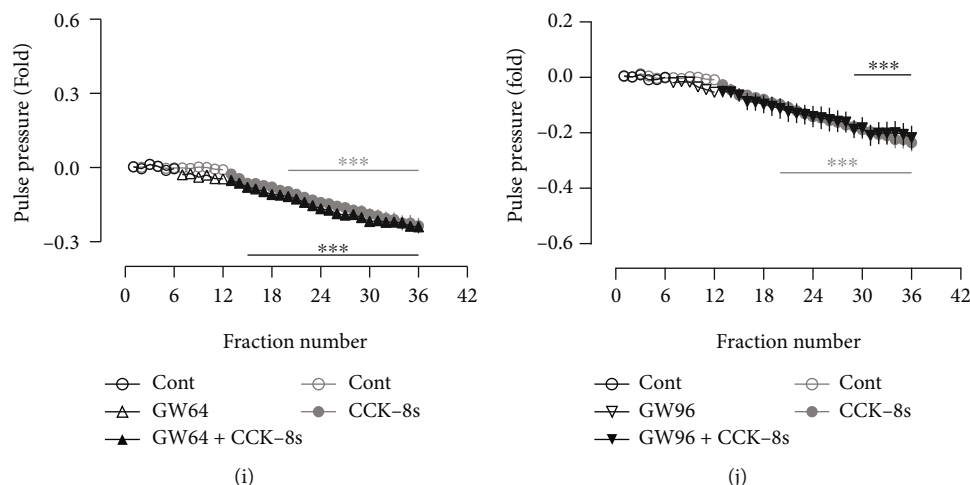 Pulse pressure (Fold)
0.6
0.3
0.0
–0.3
***
***
0 6 12 18 24 30 36 42
Fraction number
Cont
GW64
GW64 + CCK–8s
Cont
CCK–8s
(i)
Pulse pressure (fold)
0.2
0.0
–0.2
–0.4
–0.6
***
***
0 6 12 18 24 30 36 42
Fraction number
Cont
GW96
GW96 + CCK–8s
Cont
CCK–8s
(j)